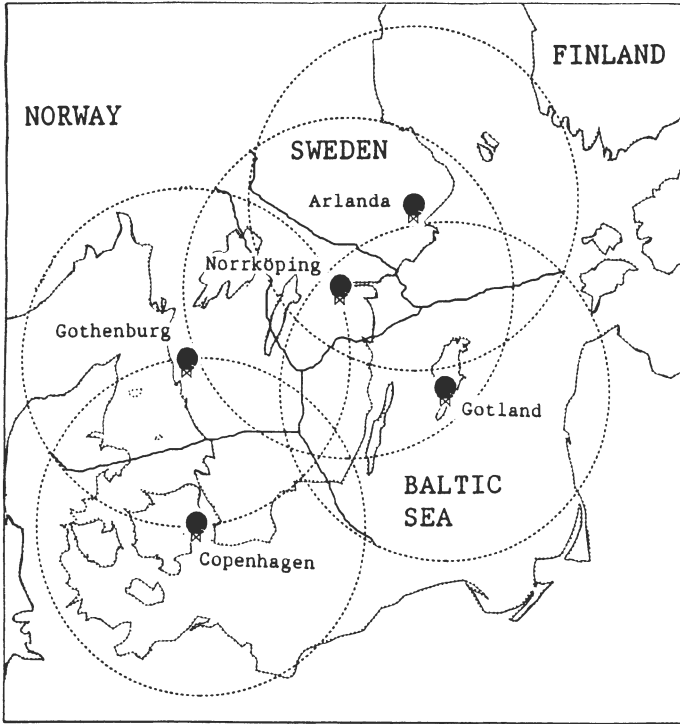 FINLAND
NORWAY
SWEDEN
Arlanda
Norrköping
Gothenburg
Gotland
BALTIC
SEA
Copenhagen